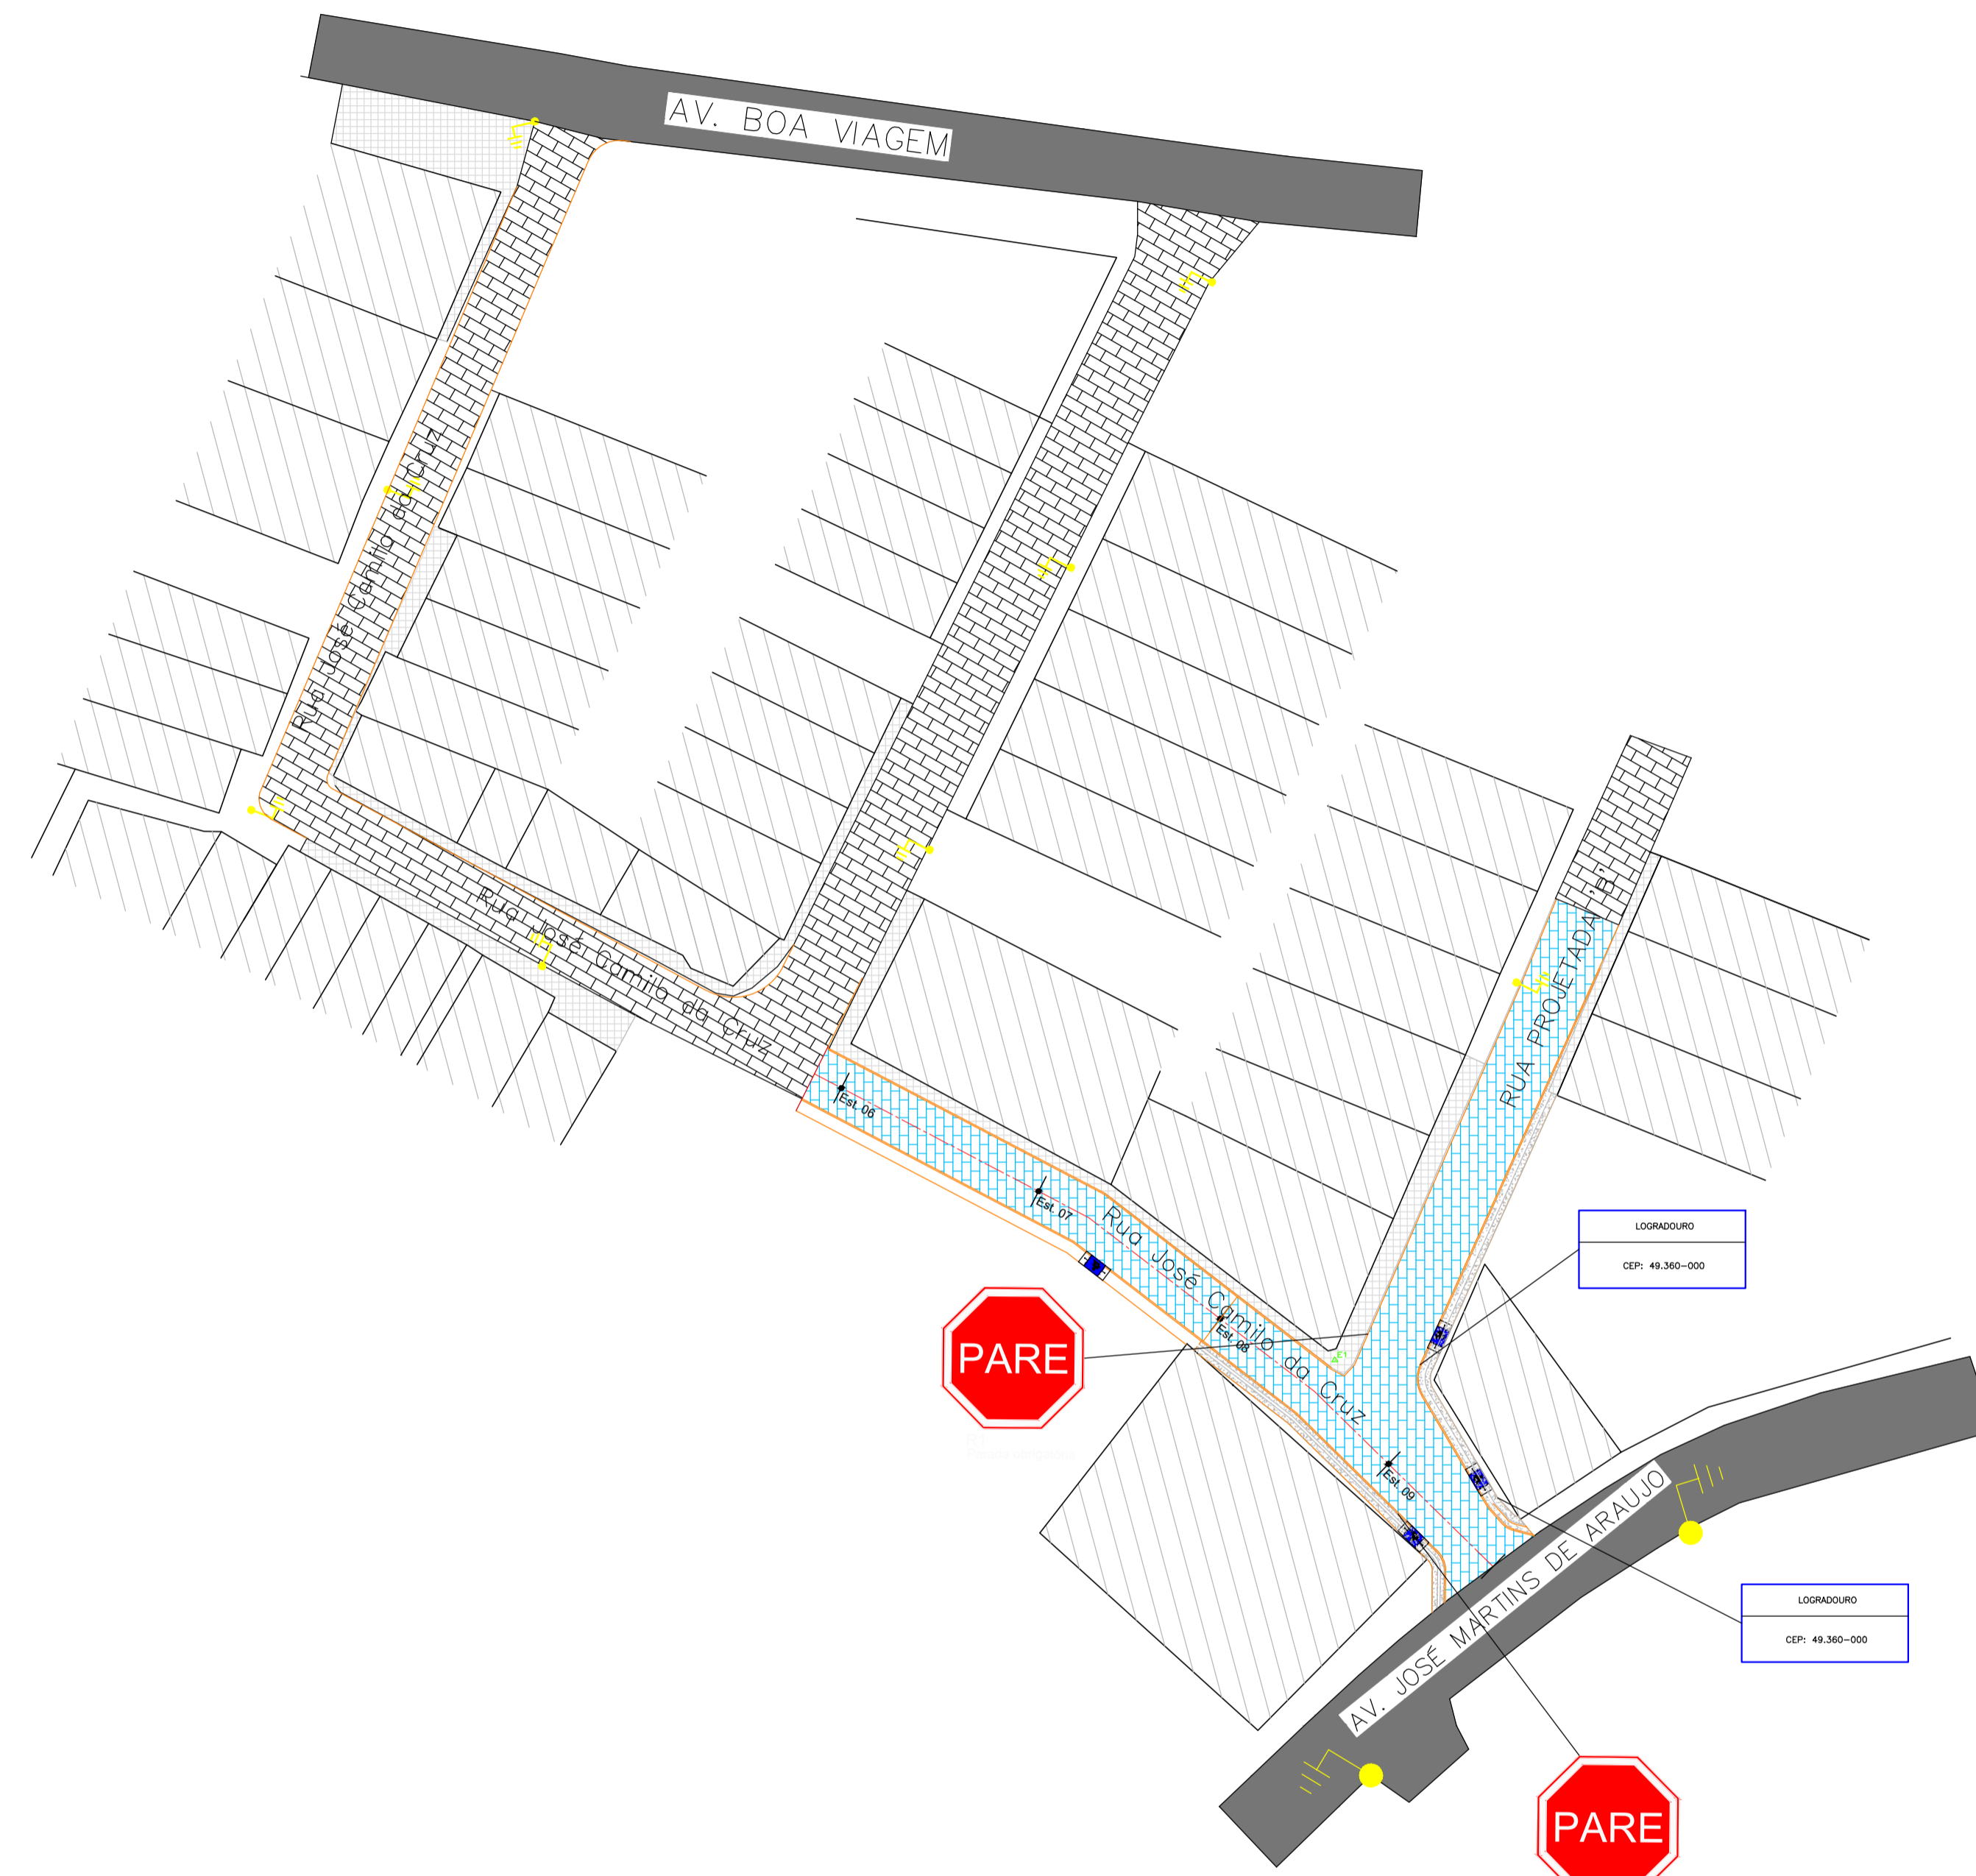 AV. BOA VIAGEM
Rua José Camilo da Cruz
Rua José Camilo da Cruz
RUA PROJETADA "B"
Est. 06
Est. 07
Rua José Camilo da Cruz
Est. 08
E1
LOGRADOURO
CEP: 49.360-000
PARE
Est. 09
AV. JOSÉ MARTINS DE ARAUJO
LOGRADOURO
CEP: 49.360-000
PARE